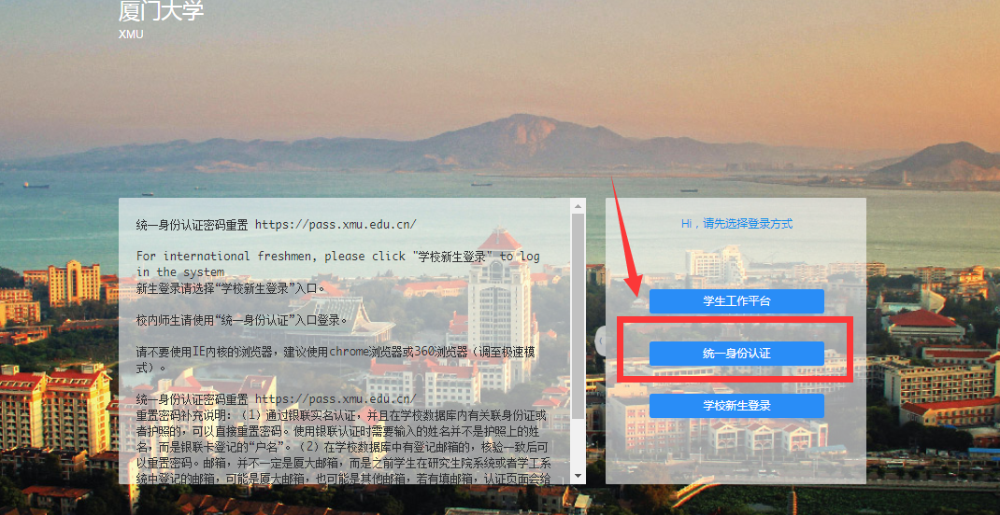 厦门大学
XMU
统一身份认证密码重置 https://pass.xmu.edu.cn/
For international freshmen, please click "学校新生登录" to log
in the system
新生登录请选择“学校新生登录”入口。
校内师生请使用“统一身份认证”入口登录。
请不要使用IE内核的浏览器，建议使用chrome浏览器或360浏览器（调至极速模
式）。
统一身份认证密码重置 https://pass.xmu.edu.cn/
重置密码补充说明：（1）通过银联实名认证，并且在学校数据库内有关联身份证或
者护照的，可以直接重置密码。使用银联认证时需要输入的姓名并不是护照上的姓
名，而是银联卡登记的“户名”。（2）在学校数据库中有登记邮箱的，核验一致后可
以重置密码。邮箱，并不一定是厦大邮箱，而是之前学生在研究生院系统或者学工系
统中登记的邮箱，可能是厦大邮箱，也可能是其他邮箱，若有填邮箱，认证页面会给
Hi，请先选择登录方式
学生工作平台
统一身份认证
学校新生登录